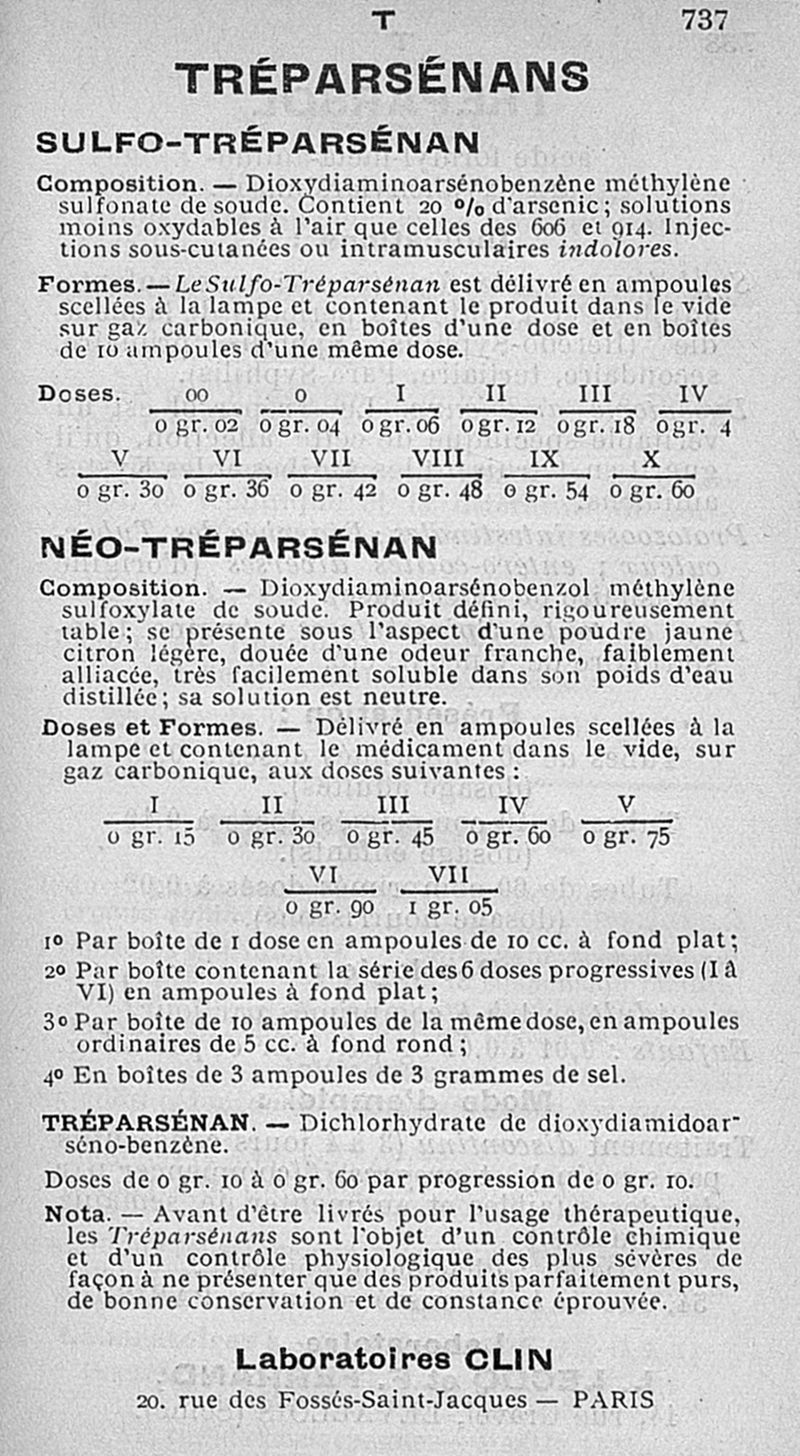 T 737
TRÉPARSÉNANS
SULFO-TRÉPARSÉNAN
Composition. — Dioxydiaminoarsénobenzène méthylène
sulfonate de soude. Contient 20 % d'arsenic; solutions
moins oxydables à l'air que celles des 606 et 914. Injec-
tions sous-cutanées ou intramusculaires indolores.
Formes. — Le Sulfo-Tréparsénan est délivré en ampoules
scellées à la lampe et contenant le produit dans le vide
sur gaz carbonique, en boîtes d'une dose et en boîtes
de 10 ampoules d'une même dose.
Doses. 00 0 I II III IV
0 gr. 02 0 gr. 04 0 gr. 06 0 gr. 12 0 gr. 18 0 gr. 4
V VI VII VIII IX X
0 gr. 30 0 gr. 36 0 gr. 42 0 gr. 48 0 gr. 54 0 gr. 60
NÉO-TRÉPARSÉNAN
Composition. — Dioxydiaminoarsénobenzol méthylène
sulfoxylate de soude. Produit défini, rigoureusement
table; se présente sous l'aspect d'une poudre jaune
citron légère, douée d'une odeur franche, faiblement
alliacée, très facilement soluble dans son poids d'eau
distillée; sa solution est neutre.
Doses et Formes. — Délivré en ampoules scellées à la
lampe et contenant le médicament dans le vide, sur
gaz carbonique, aux doses suivantes :
I II III IV V
0 gr. 15 0 gr. 30 0 gr. 45 0 gr. 60 0 gr. 75
VI VII
0 gr. 90 1 gr. 05
1º Par boîte de 1 dose en ampoules de 10 cc. à fond plat;
2º Par boîte contenant la série des 6 doses progressives (I à
VI) en ampoules à fond plat;
3º Par boîte de 10 ampoules de la même dose, en ampoules
ordinaires de 5 cc. à fond rond;
4º En boîtes de 3 ampoules de 3 grammes de sel.
TRÉPARSÉNAN. — Dichlorhydrate de dioxydiamidoar-
séno-benzène.
Doses de 0 gr. 10 à 0 gr. 60 par progression de 0 gr. 10.
Nota. — Avant d'être livrés pour l'usage thérapeutique,
les Tréparsénans sont l'objet d'un contrôle chimique
et d'un contrôle physiologique des plus sévères de
façon à ne présenter que des produits parfaitement purs,
de bonne conservation et de constance éprouvée.
Laboratoires CLIN
20. rue des Fossés-Saint-Jacques — PARIS